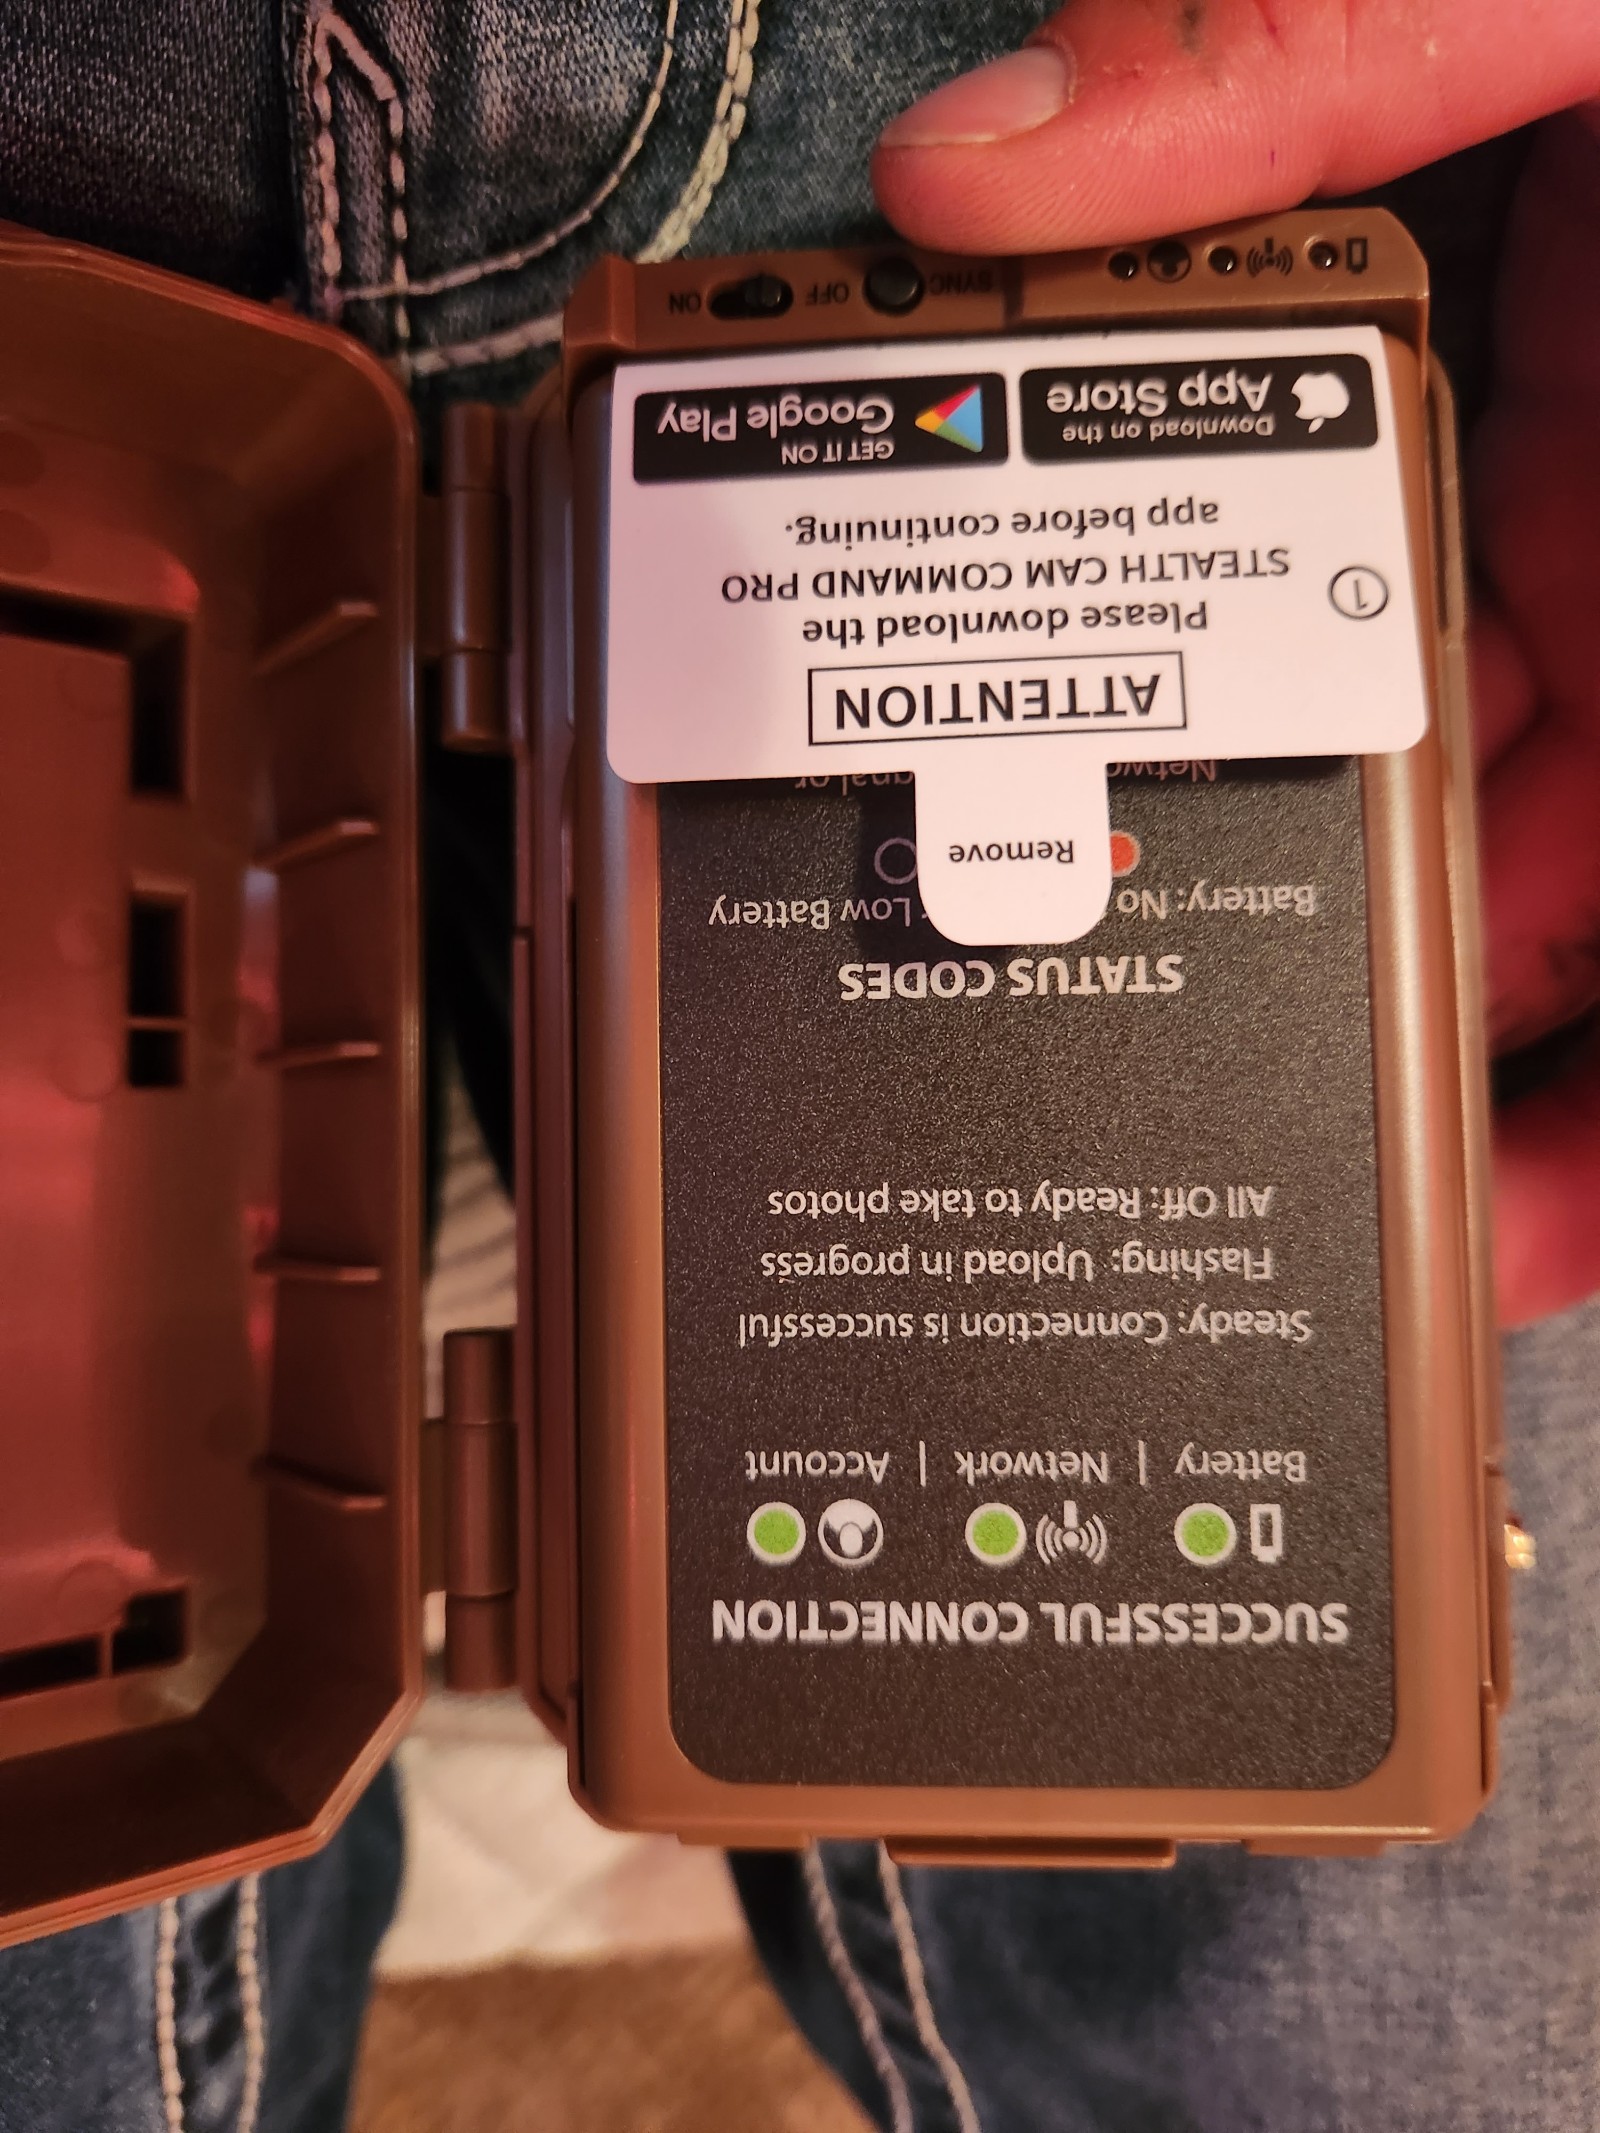 SUCCESSFUL CONNECTION
Battery | Network | Account
Steady: Connection is successful
Flashing: Upload in progress
All Off: Ready to take photos
STATUS CODES
Battery: No
Low Battery
Remove
ATTENTION
1
Please download the
STEALTH CAM COMMAND PRO
app before continuing.
Download on the
App Store
GET IT ON
Google Play
SYNC
OFF
ON